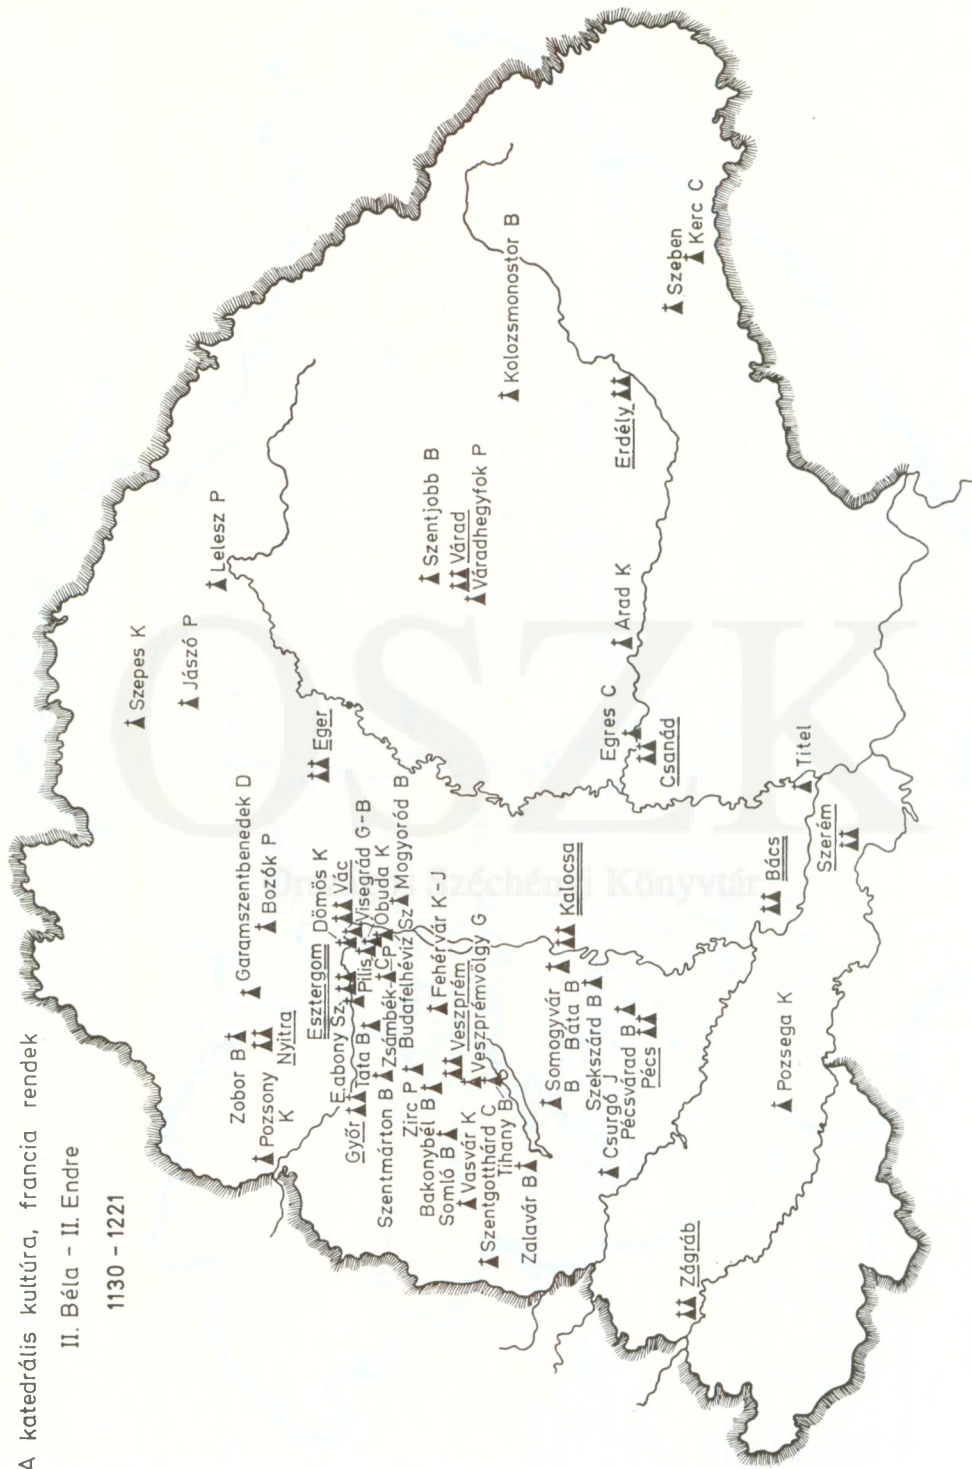 A katedrális kultúra, francia rendek
II. Béla - II. Endre
1130 - 1221
Szepes K
Jászó P
Lelesz P
Garamszentbenedek D
Bozók P
Zobor B
Nyitra
Pozsony
K
Eger
Esztergom
Dömös K
Vác
Visegrád G-B
Óbuda K
Mogyoród B
E.abony Sz.
Pilis
C
Győr
Tata B
Zsámbék-P
Budafelhévíz Sz
Szentmárton B
Zirc P
Fehérvár K-J
Bakonybél B
Veszprém
Somló B
Veszprémvölgy G
Vasvár K
Szentgotthárd C
Tihany B
Zalavár B
Szentjobb B
Várad
Váradhegyfok P
Kolozsmonostor B
Erdély
Szeben
Kerc C
Arad K
Egres C
Csanád
Kalocsa
Somogyvár
B
Báta B
Szekszárd B
Csurgó J
Pécsvárad B
Pécs
Bács
Titel
Szerém
Pozsega K
Zágráb
OSZK
Országos Széchényi Könyvtár